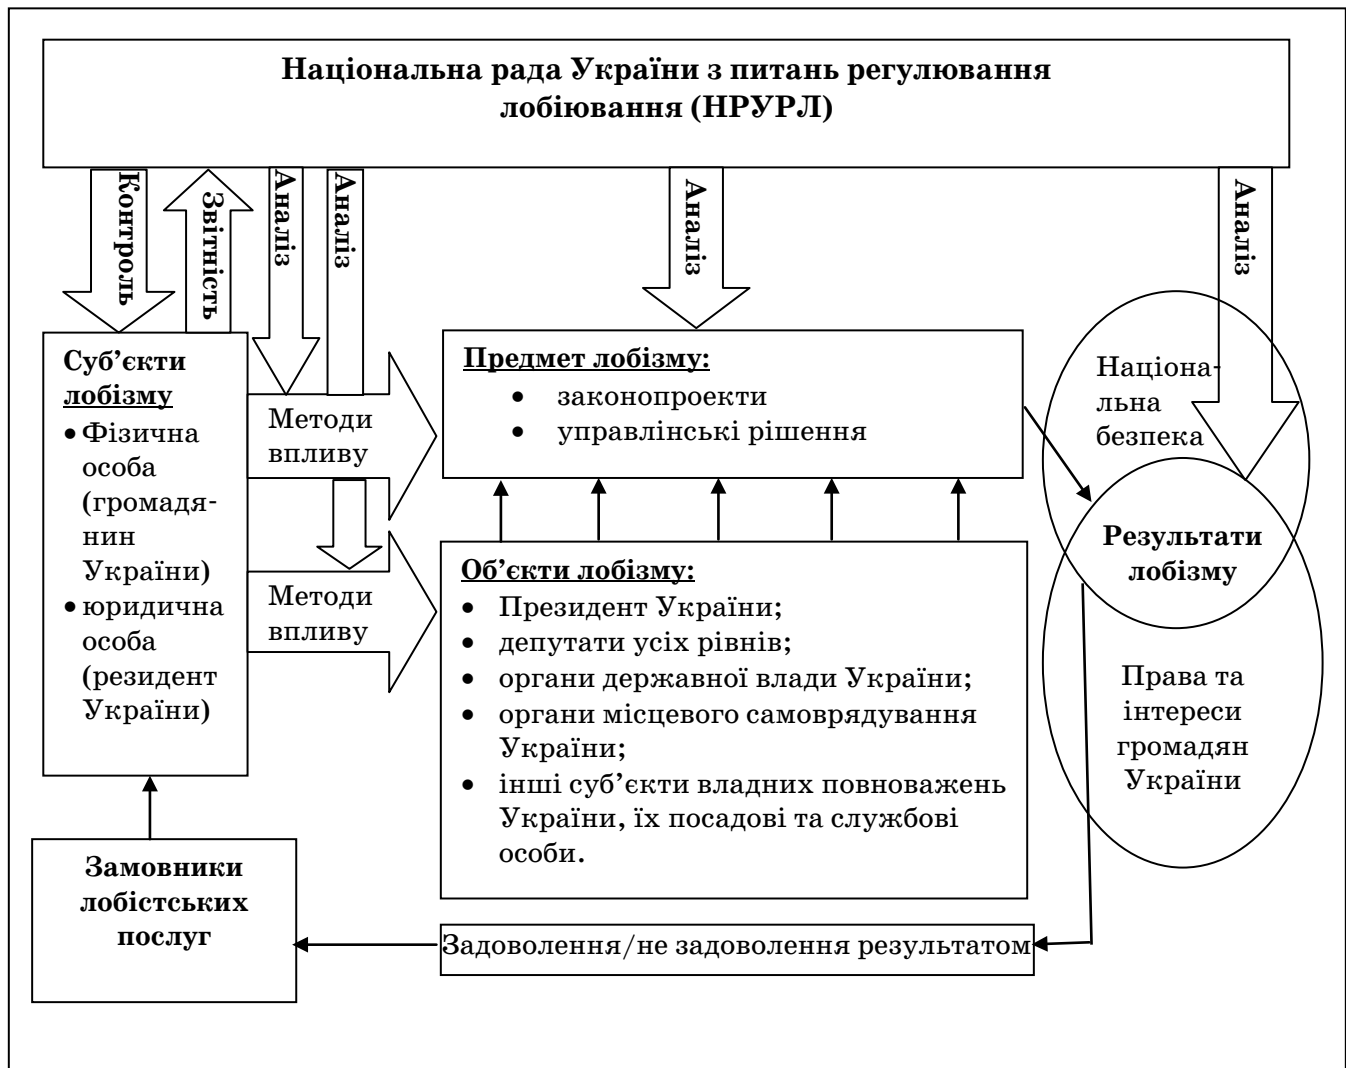 Національна рада України з питань регулювання
лобіювання (НРУРЛ)
Контроль
Звітність
Аналіз
Аналіз
Аналіз
Аналіз
Суб’єкти
лобізму
• Фізична
особа
(громадя-
нин
України)
• юридична
особа
(резидент
України)
Методи
впливу
Методи
впливу
Предмет лобізму:
• законопроекти
• управлінські рішення
Об’єкти лобізму:
• Президент України;
• депутати усіх рівнів;
• органи державної влади України;
• органи місцевого самоврядування
України;
• інші суб’єкти владних повноважень
України, їх посадові та службові
особи.
Націона-
льна
безпека
Результати
лобізму
Права та
інтереси
громадян
України
Замовники
лобістських
послуг
Задоволення/не задоволення результатом